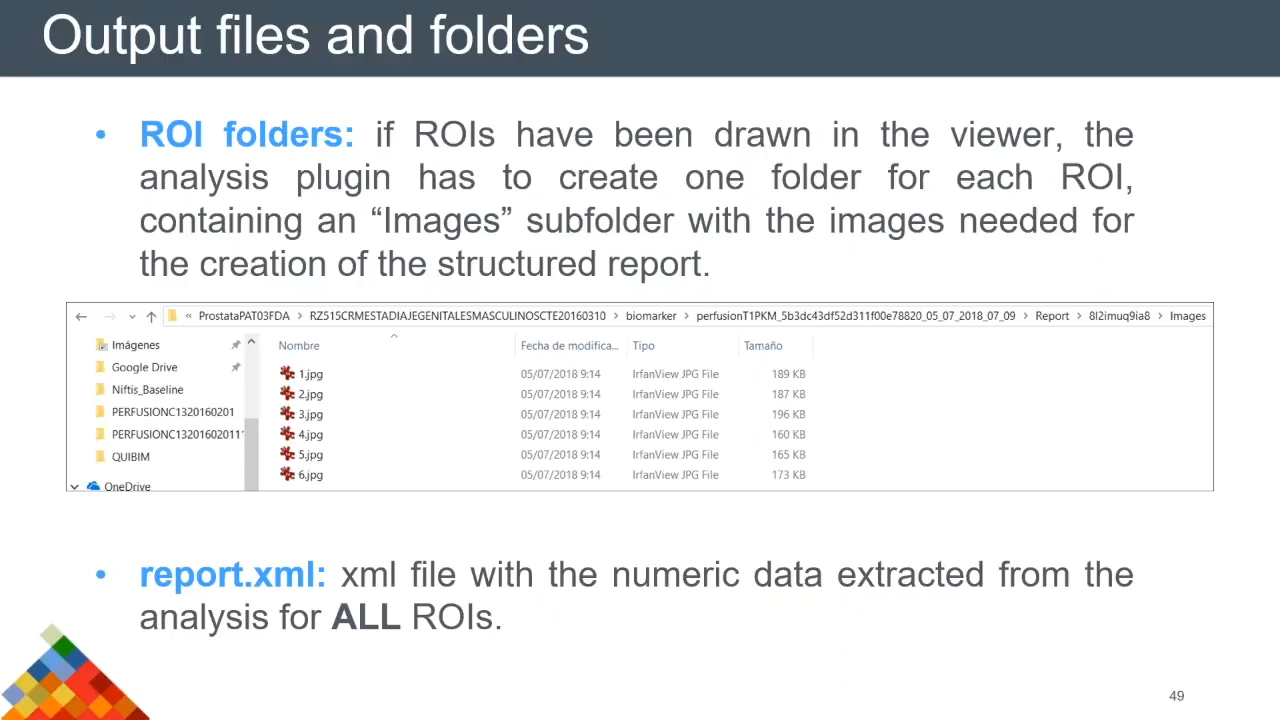 Output files and folders
• ROI folders: if ROIs have been drawn in the viewer, the
analysis plugin has to create one folder for each ROI,
containing an “Images” subfolder with the images needed for
the creation of the structured report.
« ProstataPAT03FDA > RZ515CRMESTADIAJEGENITALESMASCULINOSCTE20160310 > biomarker > perfusionT1PKM_5b3dc43df52d311f00e78820_05_07_2018_07_09 > Report > 8l2imuq9ia8 > Images
Imágenes
Google Drive
Niftis_Baseline
PERFUSIONC1320160201
PERFUSIONC13201602011
QUIBIM
OneDrive
Nombre Fecha de modifica... Tipo Tamaño
1.jpg 05/07/2018 9:14 IrfanView JPG File 189 KB
2.jpg 05/07/2018 9:14 IrfanView JPG File 187 KB
3.jpg 05/07/2018 9:14 IrfanView JPG File 196 KB
4.jpg 05/07/2018 9:14 IrfanView JPG File 160 KB
5.jpg 05/07/2018 9:14 IrfanView JPG File 165 KB
6.jpg 05/07/2018 9:14 IrfanView JPG File 173 KB
• report.xml: xml file with the numeric data extracted from the
analysis for ALL ROIs.
49